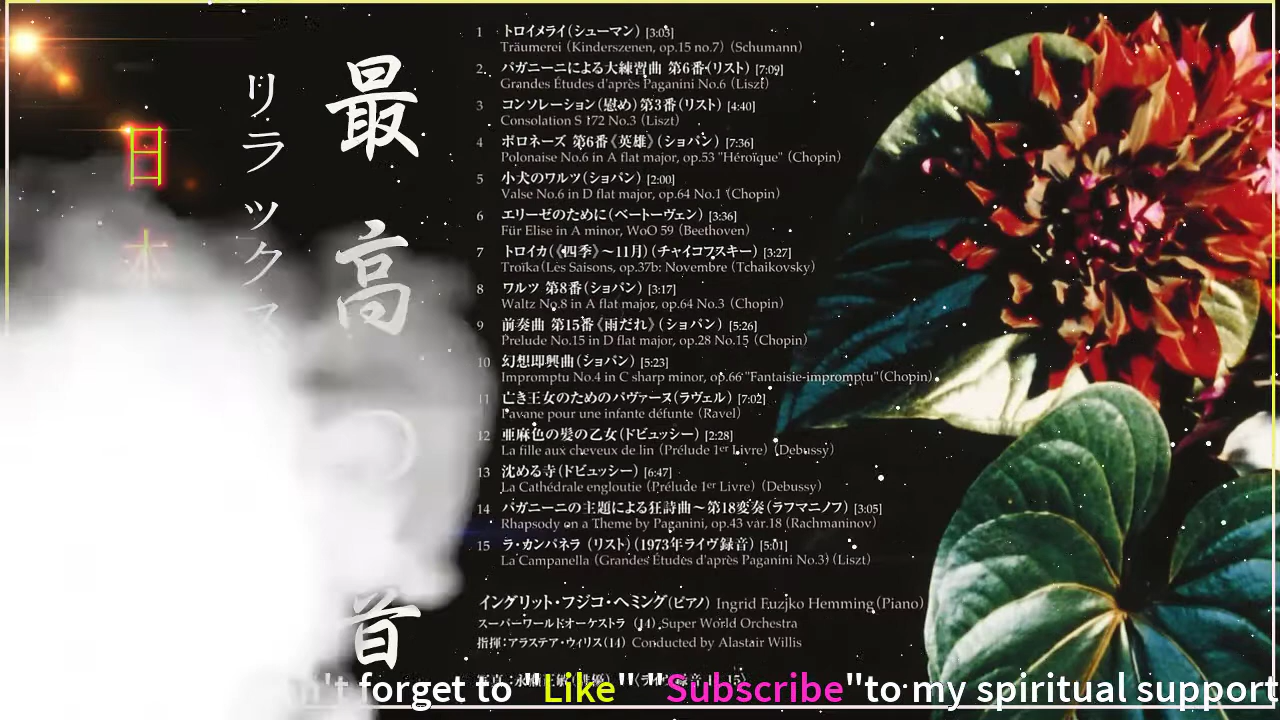 最高の音
リラックス
日本
1 トロイメライ（シューマン）[3:03]
Träumerei (Kinderszenen, op.15 no.7) (Schumann)
2 パガニーニによる大練習曲 第6番（リスト）[7:09]
Grandes Études d'après Paganini No.6 (Liszt)
3 コンソレーション（慰め）第3番（リスト）[4:40]
Consolation S 172 No.3 (Liszt)
4 ポロネーズ 第6番《英雄》（ショパン）[7:36]
Polonaise No.6 in A flat major, op.53 "Héroïque" (Chopin)
5 小犬のワルツ（ショパン）[2:00]
Valse No.6 in D flat major, op.64 No.1 (Chopin)
6 エリーゼのために（ベートーヴェン）[3:36]
Für Elise in A minor, WoO 59 (Beethoven)
7 トロイカ（《四季》～11月）（チャイコフスキー）[3:27]
Troïka (Les Saisons, op.37b: Novembre (Tchaikovsky)
8 ワルツ 第8番（ショパン）[3:17]
Waltz No.8 in A flat major, op.64 No.3 (Chopin)
9 前奏曲 第15番《雨だれ》（ショパン）[5:26]
Prelude No.15 in D flat major, op.28 No.15 (Chopin)
10 幻想即興曲（ショパン）[5:23]
Impromptu No.4 in C sharp minor, op.66 "Fantaisie-impromptu" (Chopin)
11 亡き王女のためのパヴァーヌ（ラヴェル）[7:02]
Pavane pour une infante défunte (Ravel)
12 亜麻色の髪の乙女（ドビュッシー）[2:28]
La fille aux cheveux de lin (Prélude 1er Livre) (Debussy)
13 沈める寺（ドビュッシー）[6:47]
La Cathédrale engloutie (Prélude 1er Livre) (Debussy)
14 パガニーニの主題による狂詩曲～第18変奏（ラフマニノフ）[3:05]
Rhapsody on a Theme by Paganini, op.43 var.18 (Rachmaninov)
15 ラ・カンパネラ（リスト）（1973年ライヴ録音）[5:01]
La Campanella (Grandes Études d'après Paganini No.3) (Liszt)
イングリット・フジコ・ヘミング（ピアノ） Ingrid Fuzjko Hemming (Piano)
スーパーワールドオーケストラ（14）Super World Orchestra
指揮：アラステア・ウィリス（14） Conducted by Alastair Willis
n't forget to "Like" "Subscribe" to my spiritual support